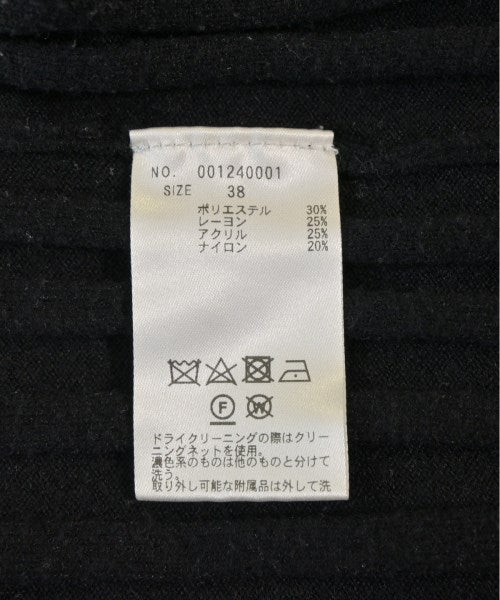 NO. 001240001
SIZE 38
ポリエステル 30%
レーヨン 25%
アクリル 25%
ナイロン 20%
F W
ドライクリーニングの際はクリー
ニングネットを使用。
濃色系のものは他のものと分けて
洗う。
取り外し可能な附属品は外して洗